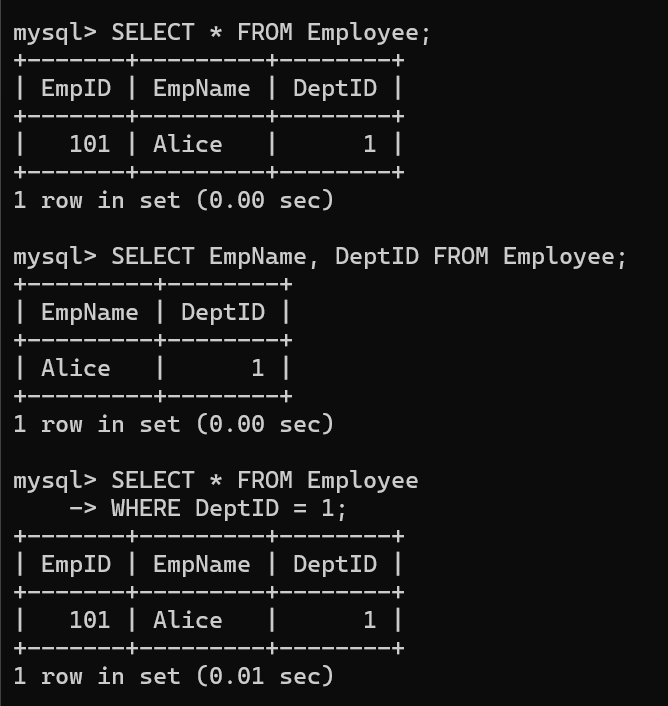 mysql> SELECT * FROM Employee;
+-------+---------+--------+
| EmpID | EmpName | DeptID |
+-------+---------+--------+
|   101 | Alice   |      1 |
+-------+---------+--------+
1 row in set (0.00 sec)

mysql> SELECT EmpName, DeptID FROM Employee;
+---------+--------+
| EmpName | DeptID |
+---------+--------+
| Alice   |      1 |
+---------+--------+
1 row in set (0.00 sec)

mysql> SELECT * FROM Employee
    -> WHERE DeptID = 1;
+-------+---------+--------+
| EmpID | EmpName | DeptID |
+-------+---------+--------+
|   101 | Alice   |      1 |
+-------+---------+--------+
1 row in set (0.01 sec)